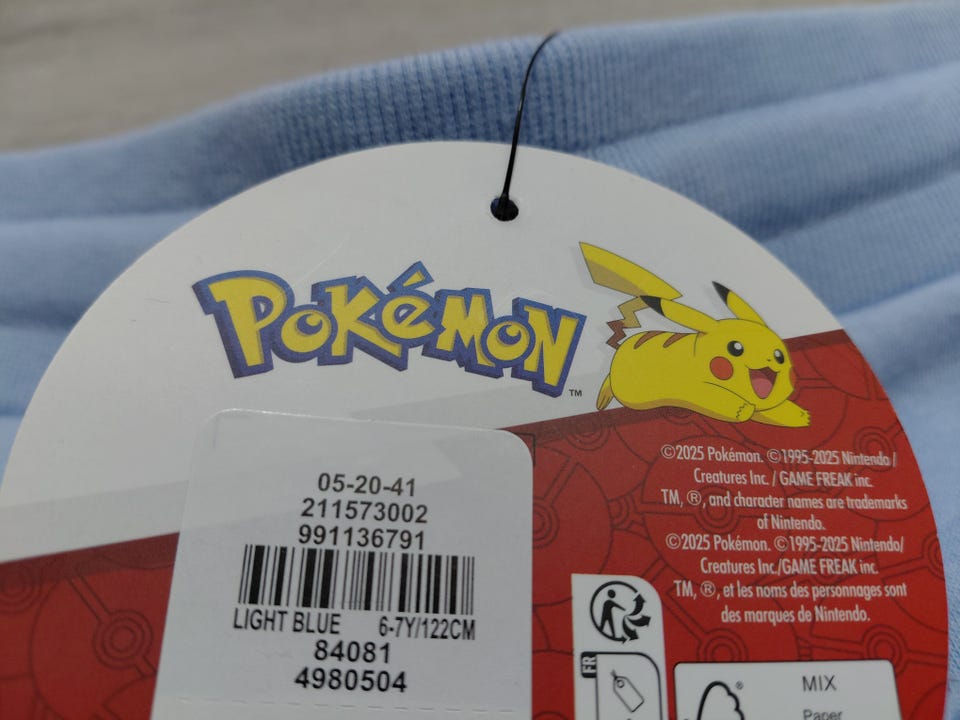 POKéMON
™
05-20-41
211573002
991136791
LIGHT BLUE 6-7Y/122CM
84081
4980504
©2025 Pokémon. ©1995-2025 Nintendo /
Creatures Inc. / GAME FREAK inc.
TM, ®, and character names are trademarks
of Nintendo.
©2025 Pokémon. ©1995-2025 Nintendo/
Creatures Inc./GAME FREAK inc.
TM, ®, et les noms des personnages sont
des marques de Nintendo.
FR
®
MIX
Paper